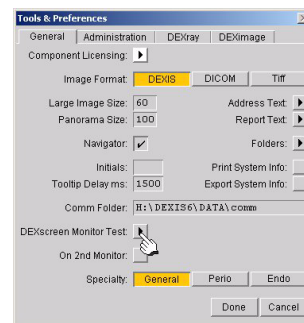 Tools & Preferences
General Administration DEXray DEXimage
Component Licensing:
Image Format: DEXIS DICOM Tiff
Large Image Size: 60 Address Text:
Panorama Size: 100 Report Text:
Navigator: Folders:
Initials: Print System Info:
Tooltip Delay ms: 1500 Export System Info:
Comm Folder: H:\DEXIS6\DATA\comm
DEXscreen Monitor Test:
On 2nd Monitor:
Specialty: General Perio Endo
Done Cancel